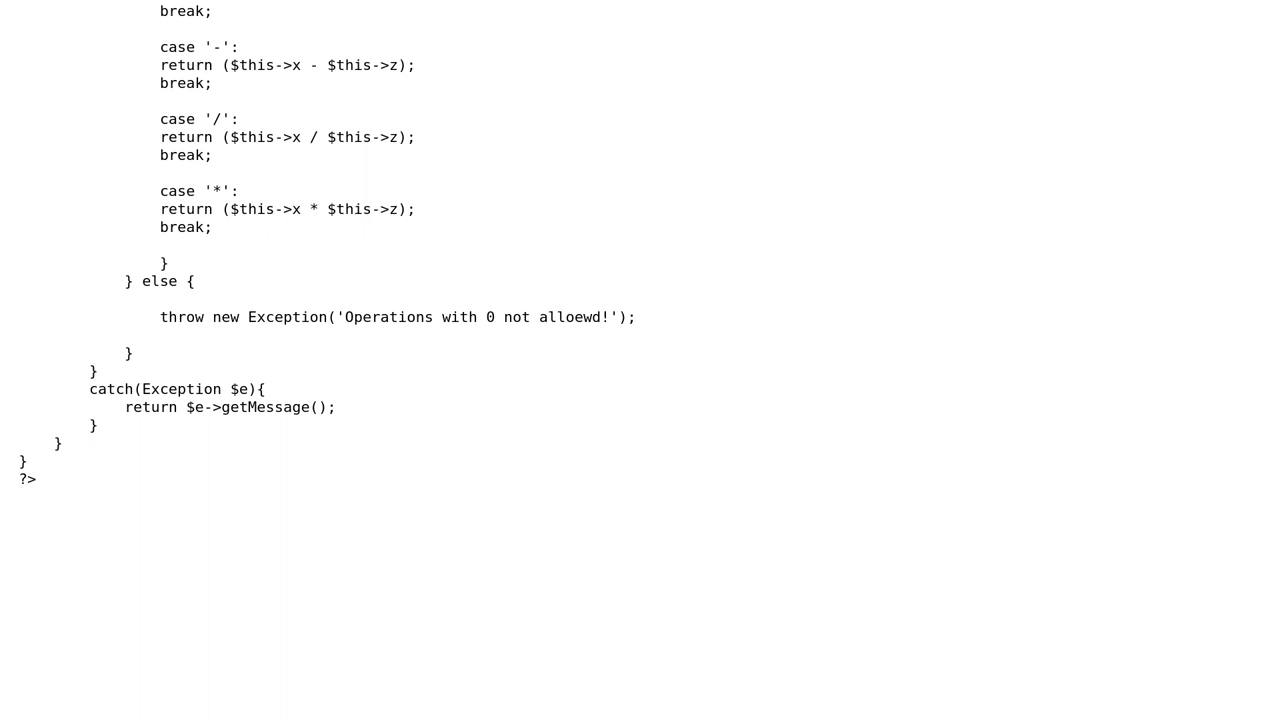 break;
case '-':
return ($this->x - $this->z);
break;
case '/':
return ($this->x / $this->z);
break;
case '*':
return ($this->x * $this->z);
break;
}
} else {
throw new Exception('Operations with 0 not alloewd!');
}
}
catch(Exception $e){
return $e->getMessage();
}
}
}
?>